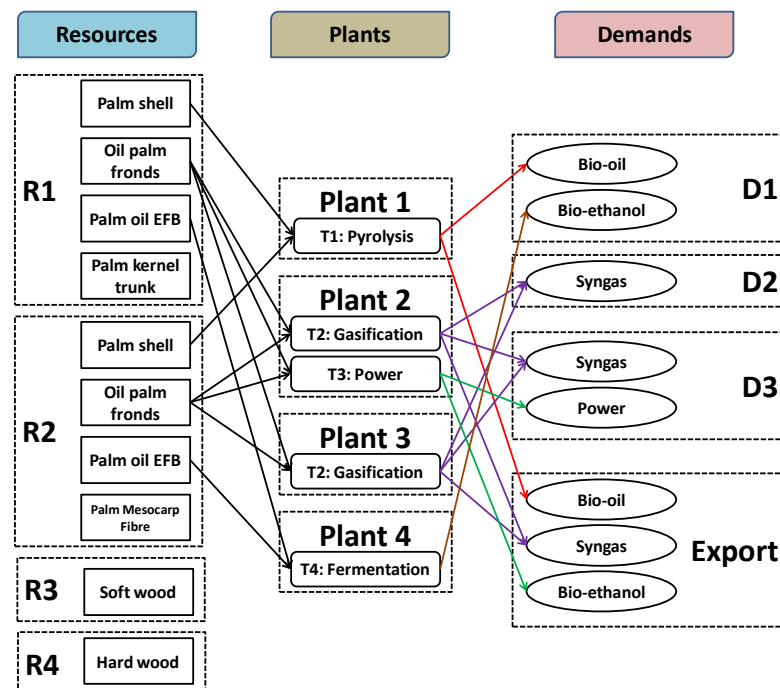 Resources
Plants
Demands
R1
Palm shell
Oil palm
fronds
Palm oil EFB
Palm kernel
trunk
R2
Palm shell
Oil palm
fronds
Palm oil EFB
Palm Mesocarp
Fibre
R3
Soft wood
R4
Hard wood
Plant 1
T1: Pyrolysis
Plant 2
T2: Gasification
T3: Power
Plant 3
T2: Gasification
Plant 4
T4: Fermentation
Bio-oil
Bio-ethanol
D1
Syngas
D2
Syngas
Power
D3
Bio-oil
Syngas
Bio-ethanol
Export